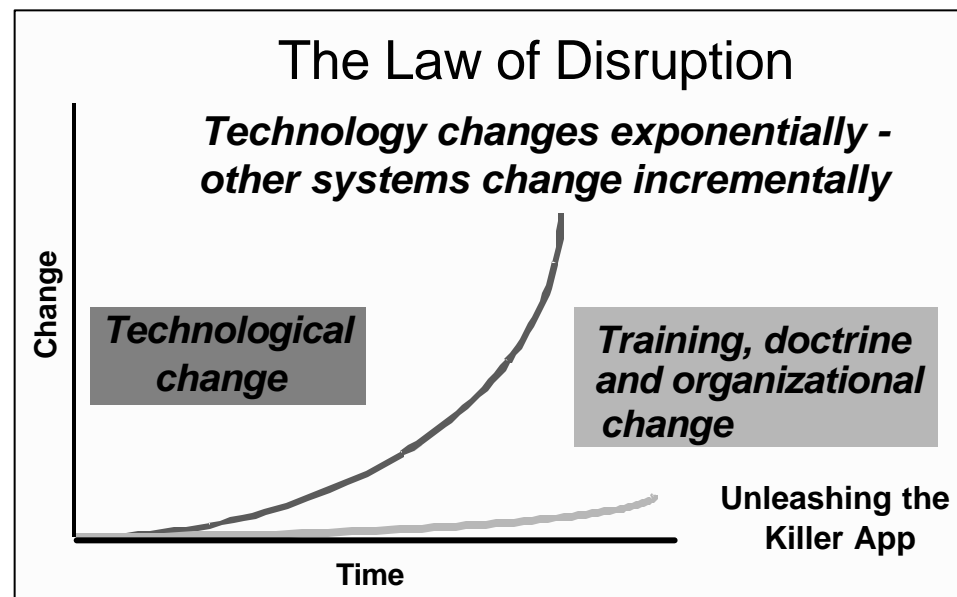 The Law of Disruption
Technology changes exponentially -
other systems change incrementally
Change
Technological
change
Training, doctrine
and organizational
change
Unleashing the
Killer App
Time